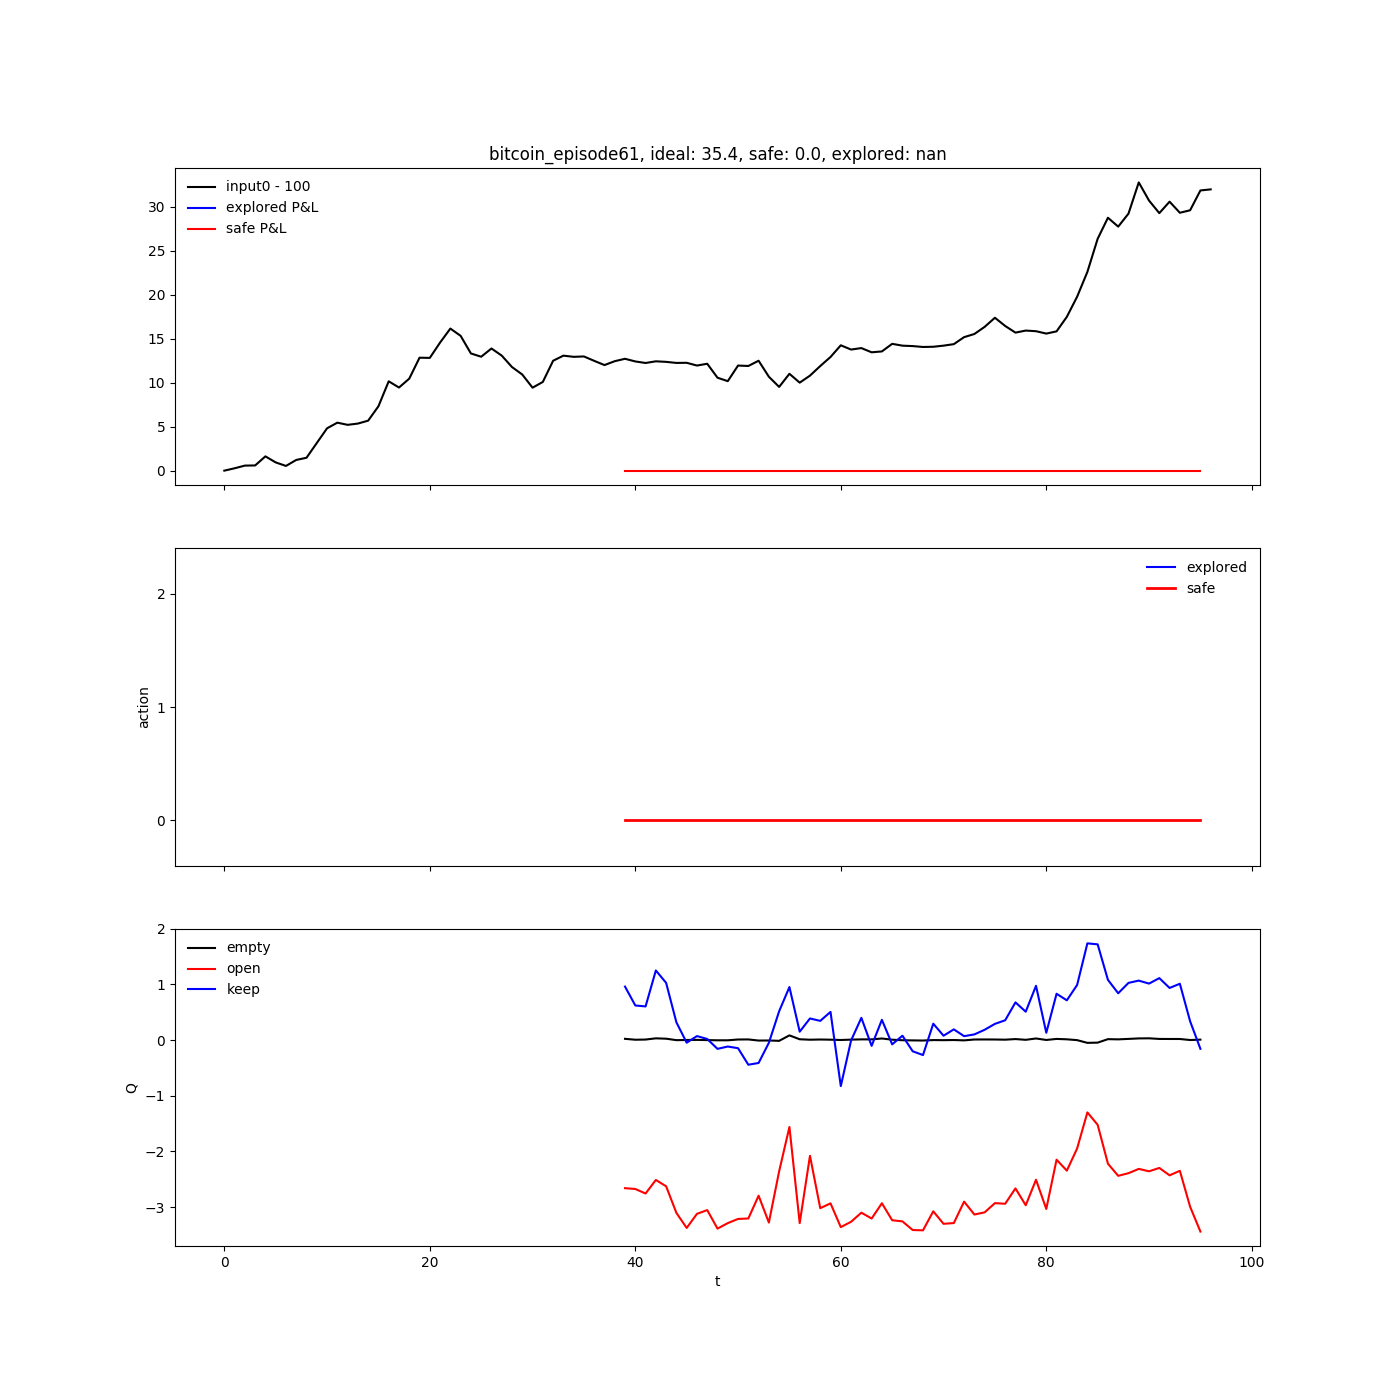 bitcoin_episode61, ideal: 35.4, safe: 0.0, explored: nan
input0 - 100
explored P&L
safe P&L
30
25
20
15
10
5
0
explored
safe
2
1
0
action
empty
open
keep
2
1
0
−1
−2
−3
Q
0 20 40 60 80 100
t